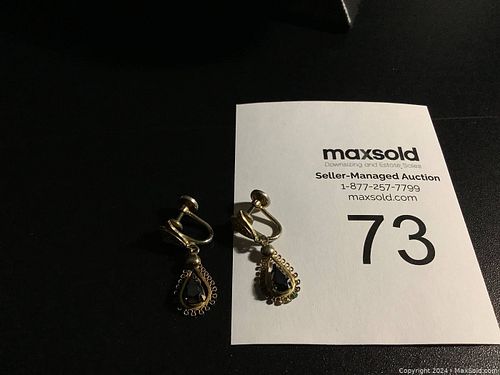 maxsold
Downsizing and Estate Sales
Seller-Managed Auction
1-877-257-7799
maxsold.com
73
Copyright 2024 - MaxSold.com